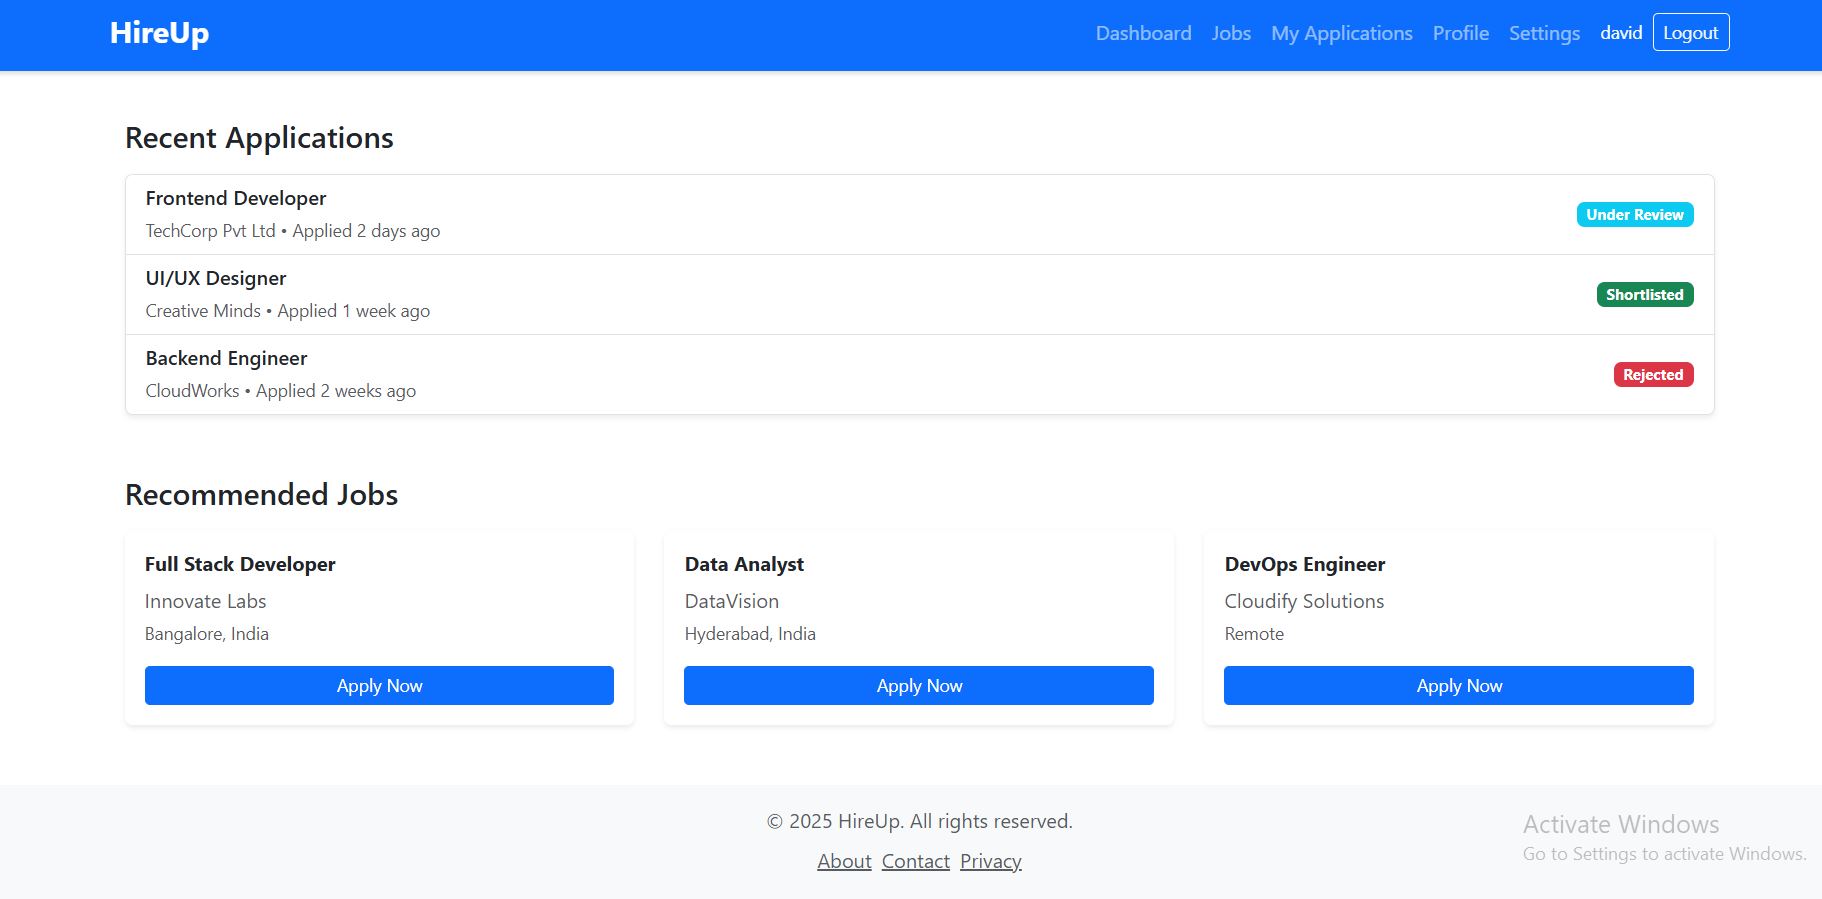 HireUp
Dashboard Jobs My Applications Profile Settings david Logout
Recent Applications
Frontend Developer
TechCorp Pvt Ltd • Applied 2 days ago
Under Review
UI/UX Designer
Creative Minds • Applied 1 week ago
Shortlisted
Backend Engineer
CloudWorks • Applied 2 weeks ago
Rejected
Recommended Jobs
Full Stack Developer
Innovate Labs
Bangalore, India
Apply Now
Data Analyst
DataVision
Hyderabad, India
Apply Now
DevOps Engineer
Cloudify Solutions
Remote
Apply Now
© 2025 HireUp. All rights reserved.
About Contact Privacy
Activate Windows
Go to Settings to activate Windows.